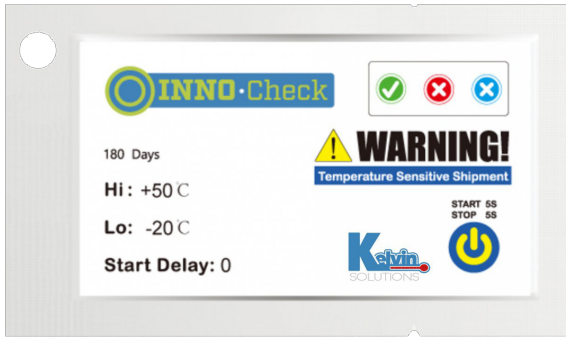 INNO·Check
180 Days
Hi: +50℃
Lo: -20℃
Start Delay: 0
WARNING!
Temperature Sensitive Shipment
START 5S
STOP 5S
Kelvin
SOLUTIONS